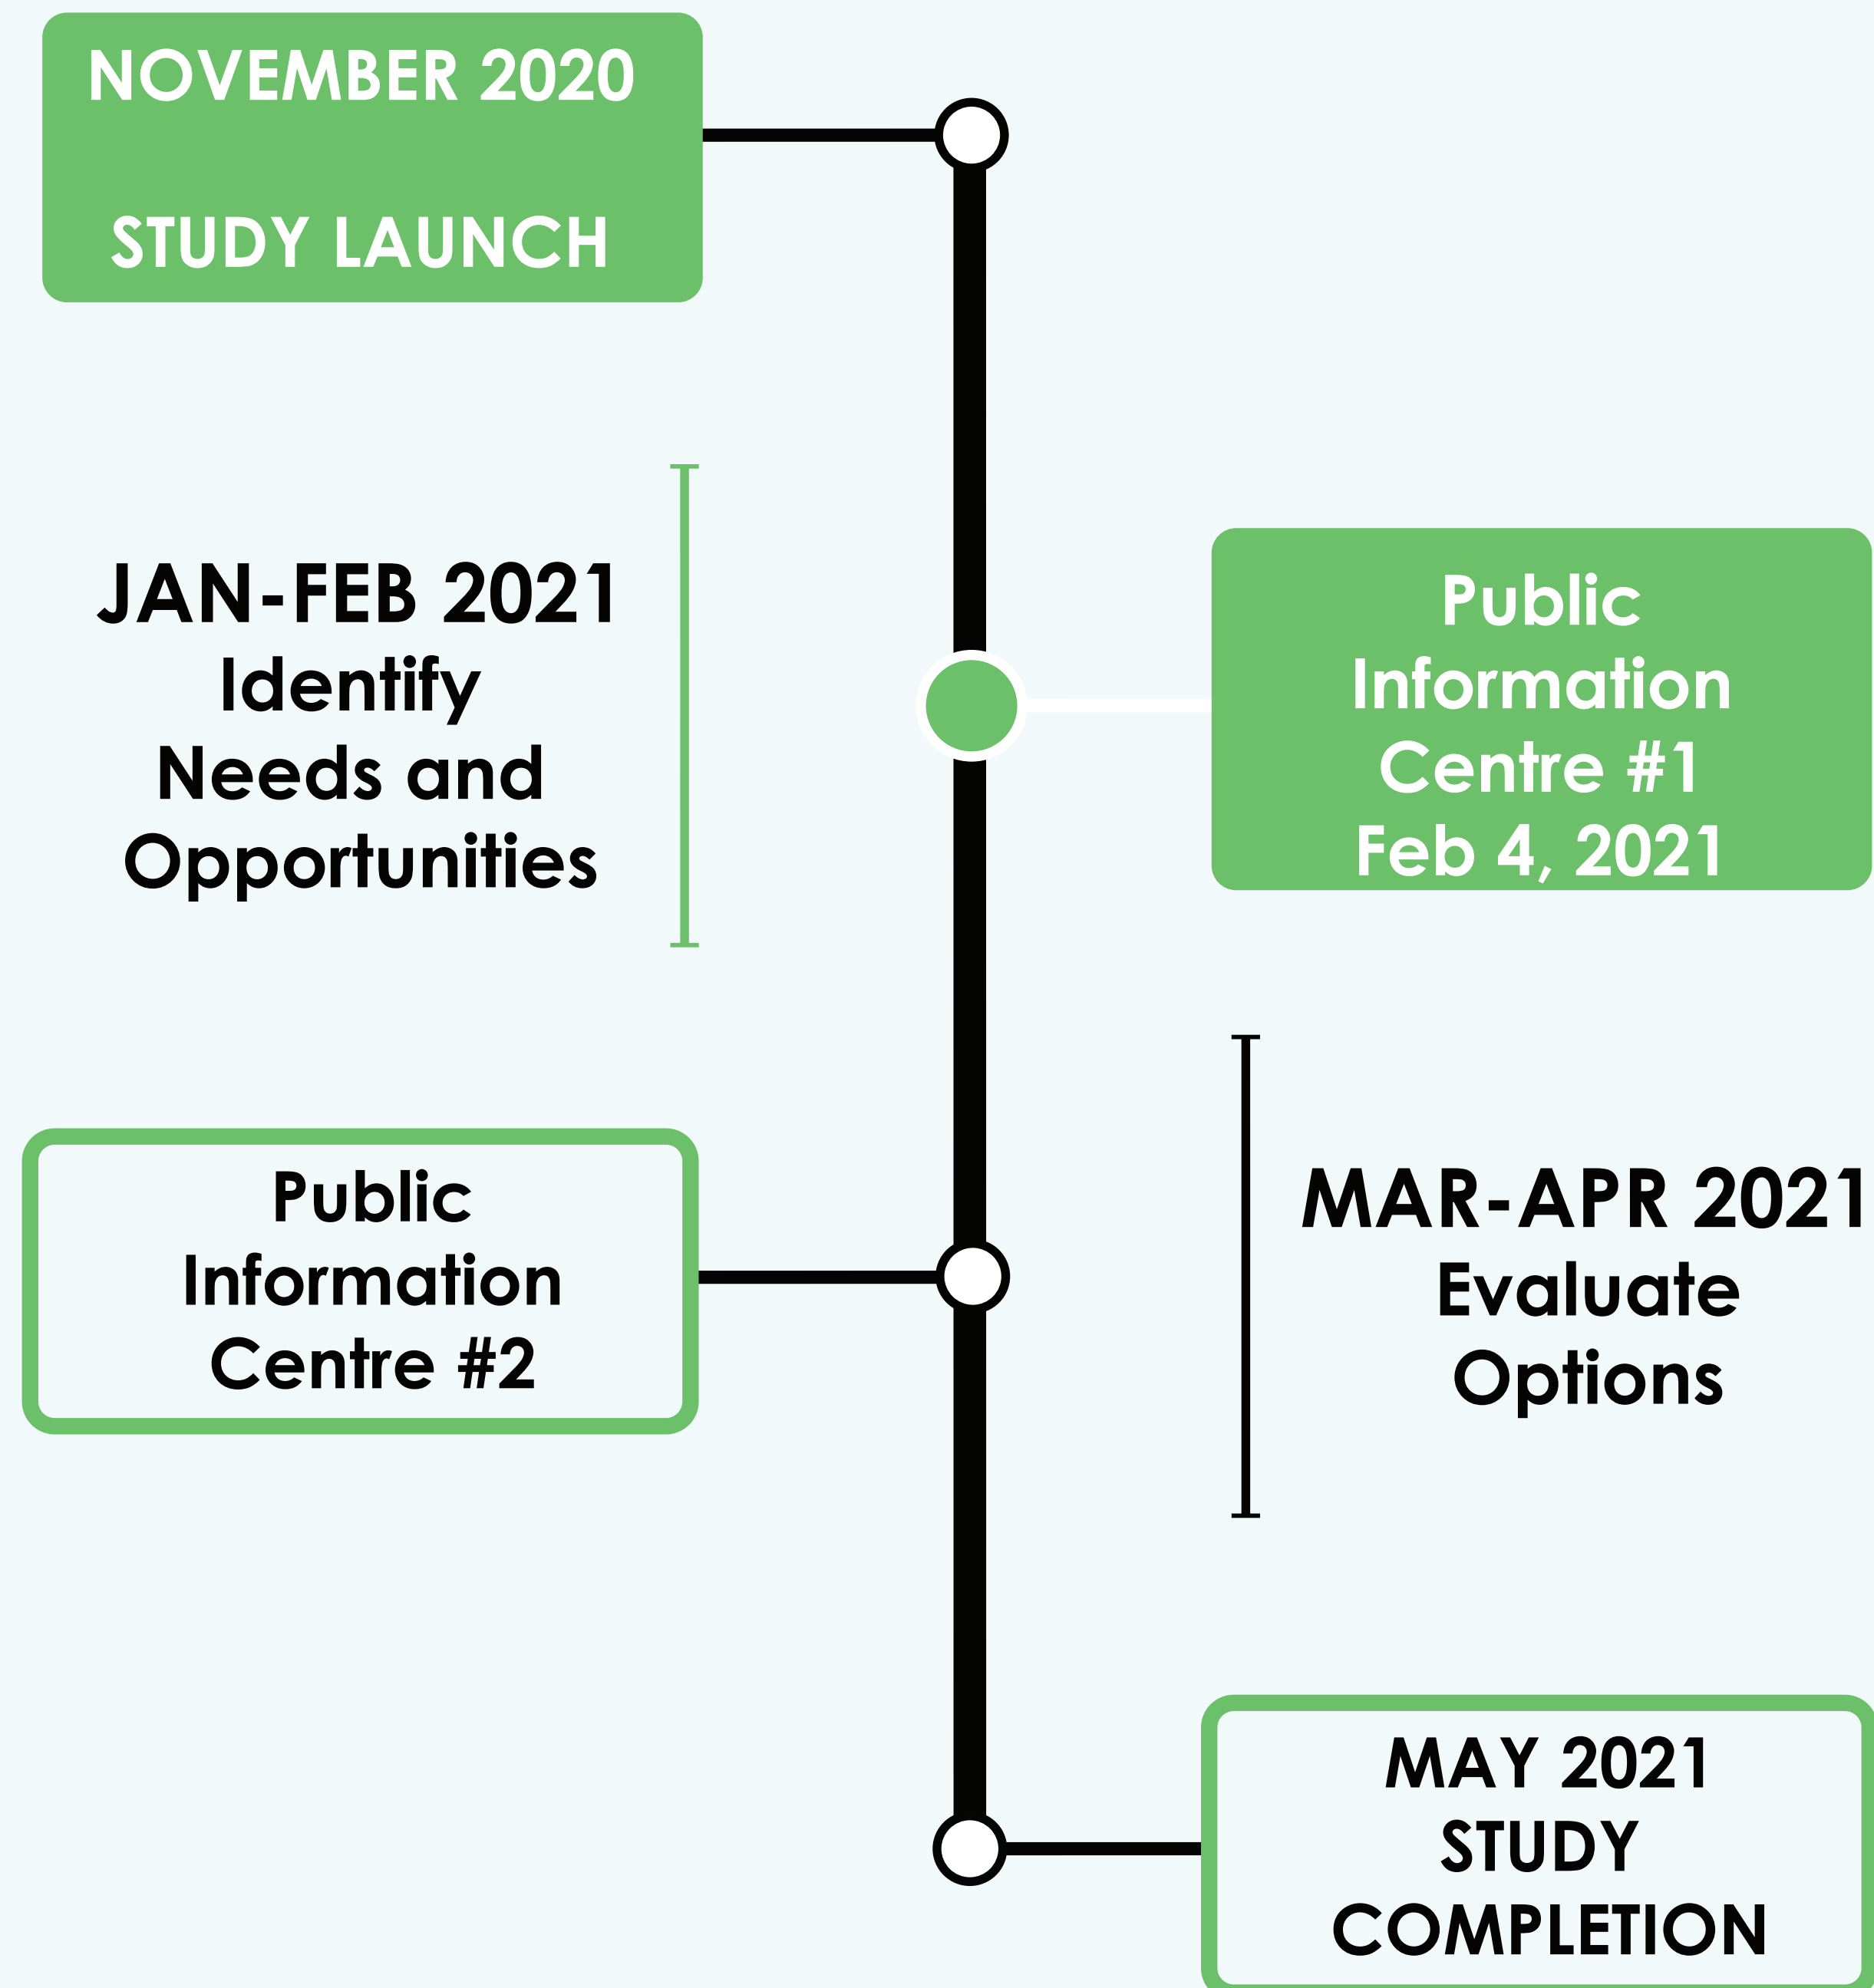 NOVEMBER 2020
STUDY LAUNCH
JAN-FEB 2021
Identify
Needs and
Opportunities
Public
Information
Centre #1
Feb 4, 2021
Public
Information
Centre #2
MAR-APR 2021
Evaluate
Options
MAY 2021
STUDY
COMPLETION